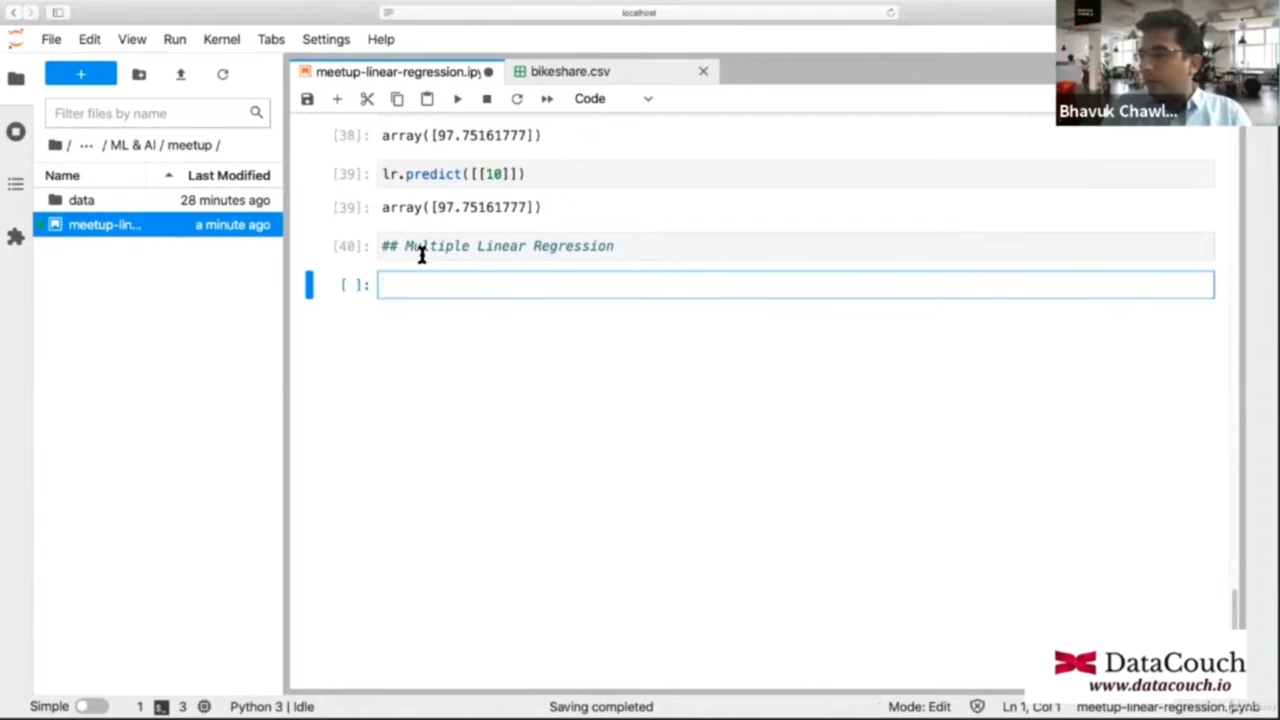 localhost
File Edit View Run Kernel Tabs Settings Help
meetup-linear-regression.ipy
bikeshare.csv
Filter files by name
Code
/ ··· / ML & AI / meetup /
Name Last Modified
data 28 minutes ago
meetup-lin... a minute ago
[38]: array([97.75161777])
[39]: lr.predict([[10]])
[39]: array([97.75161777])
[40]: ## Multiple Linear Regression
[ ]:
Bhavuk Chawl...
DataCouch
www.datacouch.io
Simple 1 3 Python 3 | Idle Saving completed Mode: Edit Ln 1, Col 1 meetup-linear-regression.ipynb